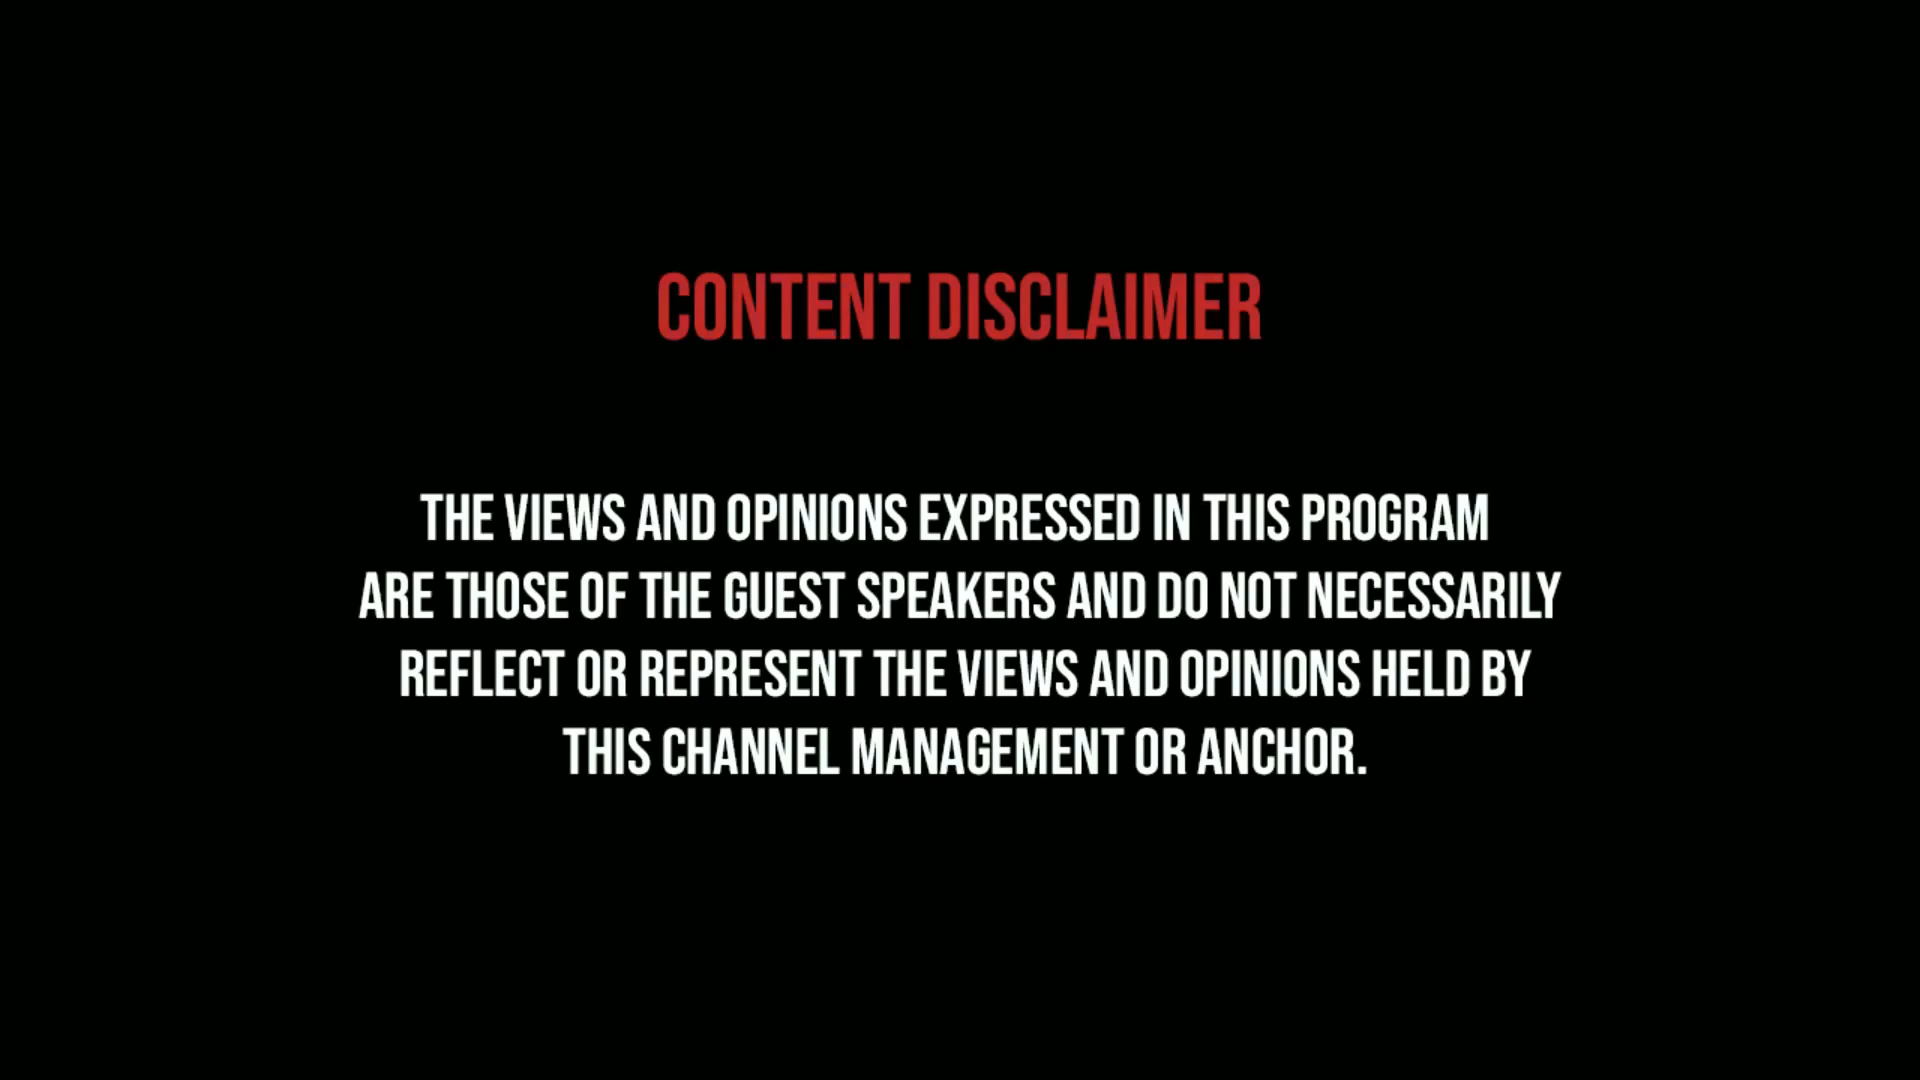 CONTENT DISCLAIMER
THE VIEWS AND OPINIONS EXPRESSED IN THIS PROGRAM
ARE THOSE OF THE GUEST SPEAKERS AND DO NOT NECESSARILY
REFLECT OR REPRESENT THE VIEWS AND OPINIONS HELD BY
THIS CHANNEL MANAGEMENT OR ANCHOR.